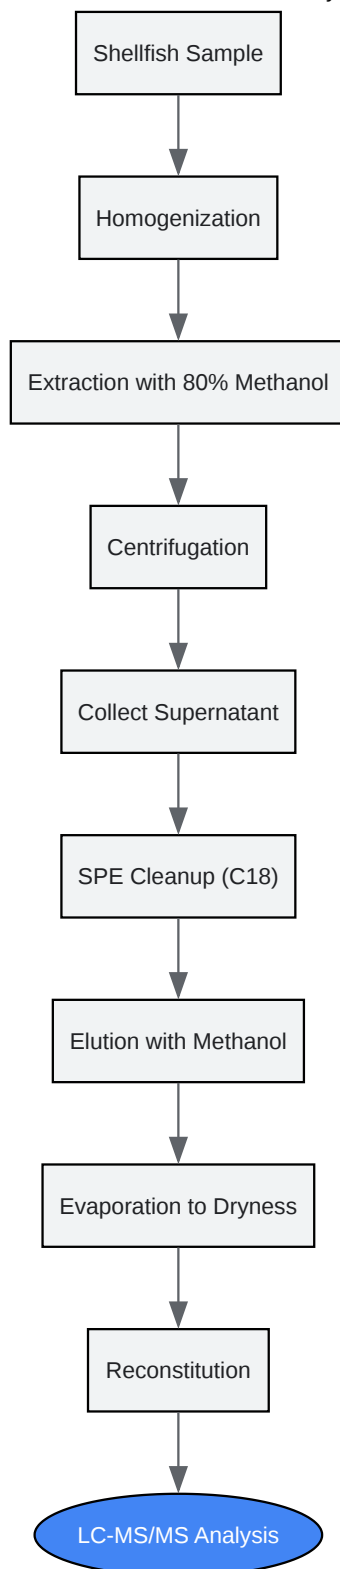 Shellfish Sample
Homogenization
Extraction with 80% Methanol
Centrifugation
Collect Supernatant
SPE Cleanup (C18)
Elution with Methanol
Evaporation to Dryness
Reconstitution
LC-MS/MS Analysis